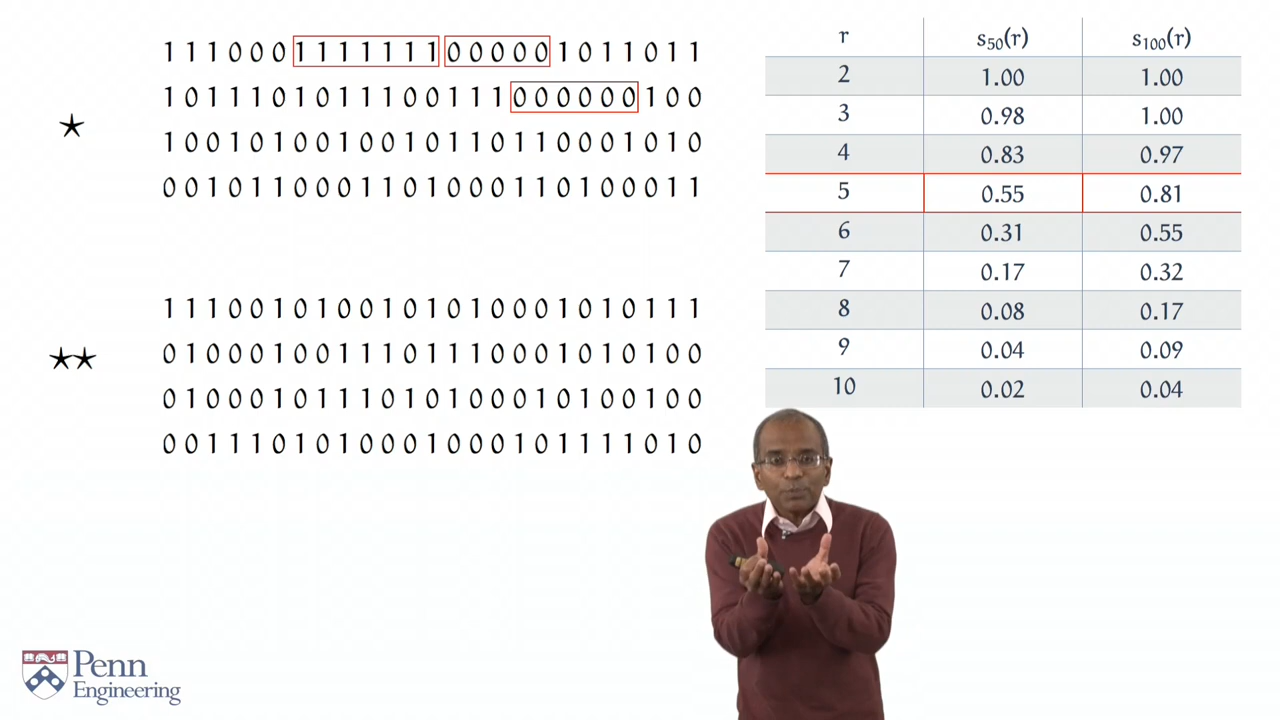 1 1 1 0 0 0 1 1 1 1 1 1 1 0 0 0 0 0 1 0 1 1 0 1 1
1 0 1 1 1 0 1 0 1 1 1 0 0 1 1 1 0 0 0 0 0 0 1 0 0
1 0 0 1 0 1 0 0 1 0 0 1 0 1 1 0 1 1 0 0 0 1 0 1 0
0 0 1 0 1 1 0 0 0 1 1 0 1 0 0 0 1 1 0 1 0 0 0 1 1
1 1 1 0 0 1 0 1 0 0 1 0 1 0 1 0 0 0 1 0 1 0 1 1 1
0 1 0 0 0 1 0 0 1 1 1 0 1 1 1 0 0 0 1 0 1 0 1 0 0
0 1 0 0 0 1 0 1 1 1 0 1 0 1 0 0 0 1 0 1 0 0 1 0 0
0 0 1 1 1 0 1 0 1 0 0 0 1 0 0 0 1 0 1 1 1 1 0 1 0
r s₅₀(r) s₁₀₀(r)
2 1.00 1.00
3 0.98 1.00
4 0.83 0.97
5 0.55 0.81
6 0.31 0.55
7 0.17 0.32
8 0.08 0.17
9 0.04 0.09
10 0.02 0.04
Penn
Engineering